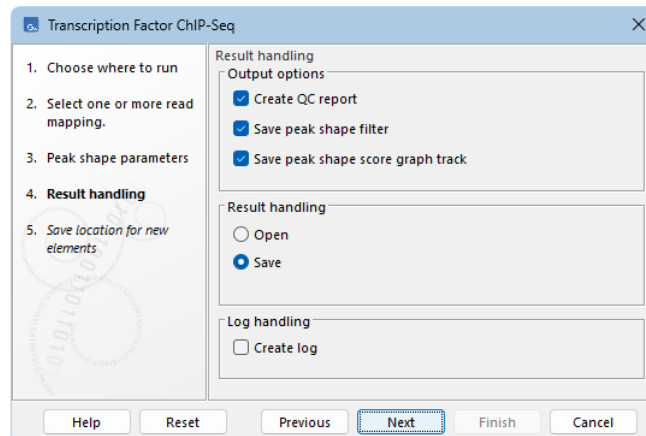 Transcription Factor ChIP-Seq
1. Choose where to run
2. Select one or more read
mapping.
3. Peak shape parameters
4. Result handling
5. Save location for new
elements
Result handling
Output options
Create QC report
Save peak shape filter
Save peak shape score graph track
Result handling
Open
Save
Log handling
Create log
Help
Reset
Previous
Next
Finish
Cancel